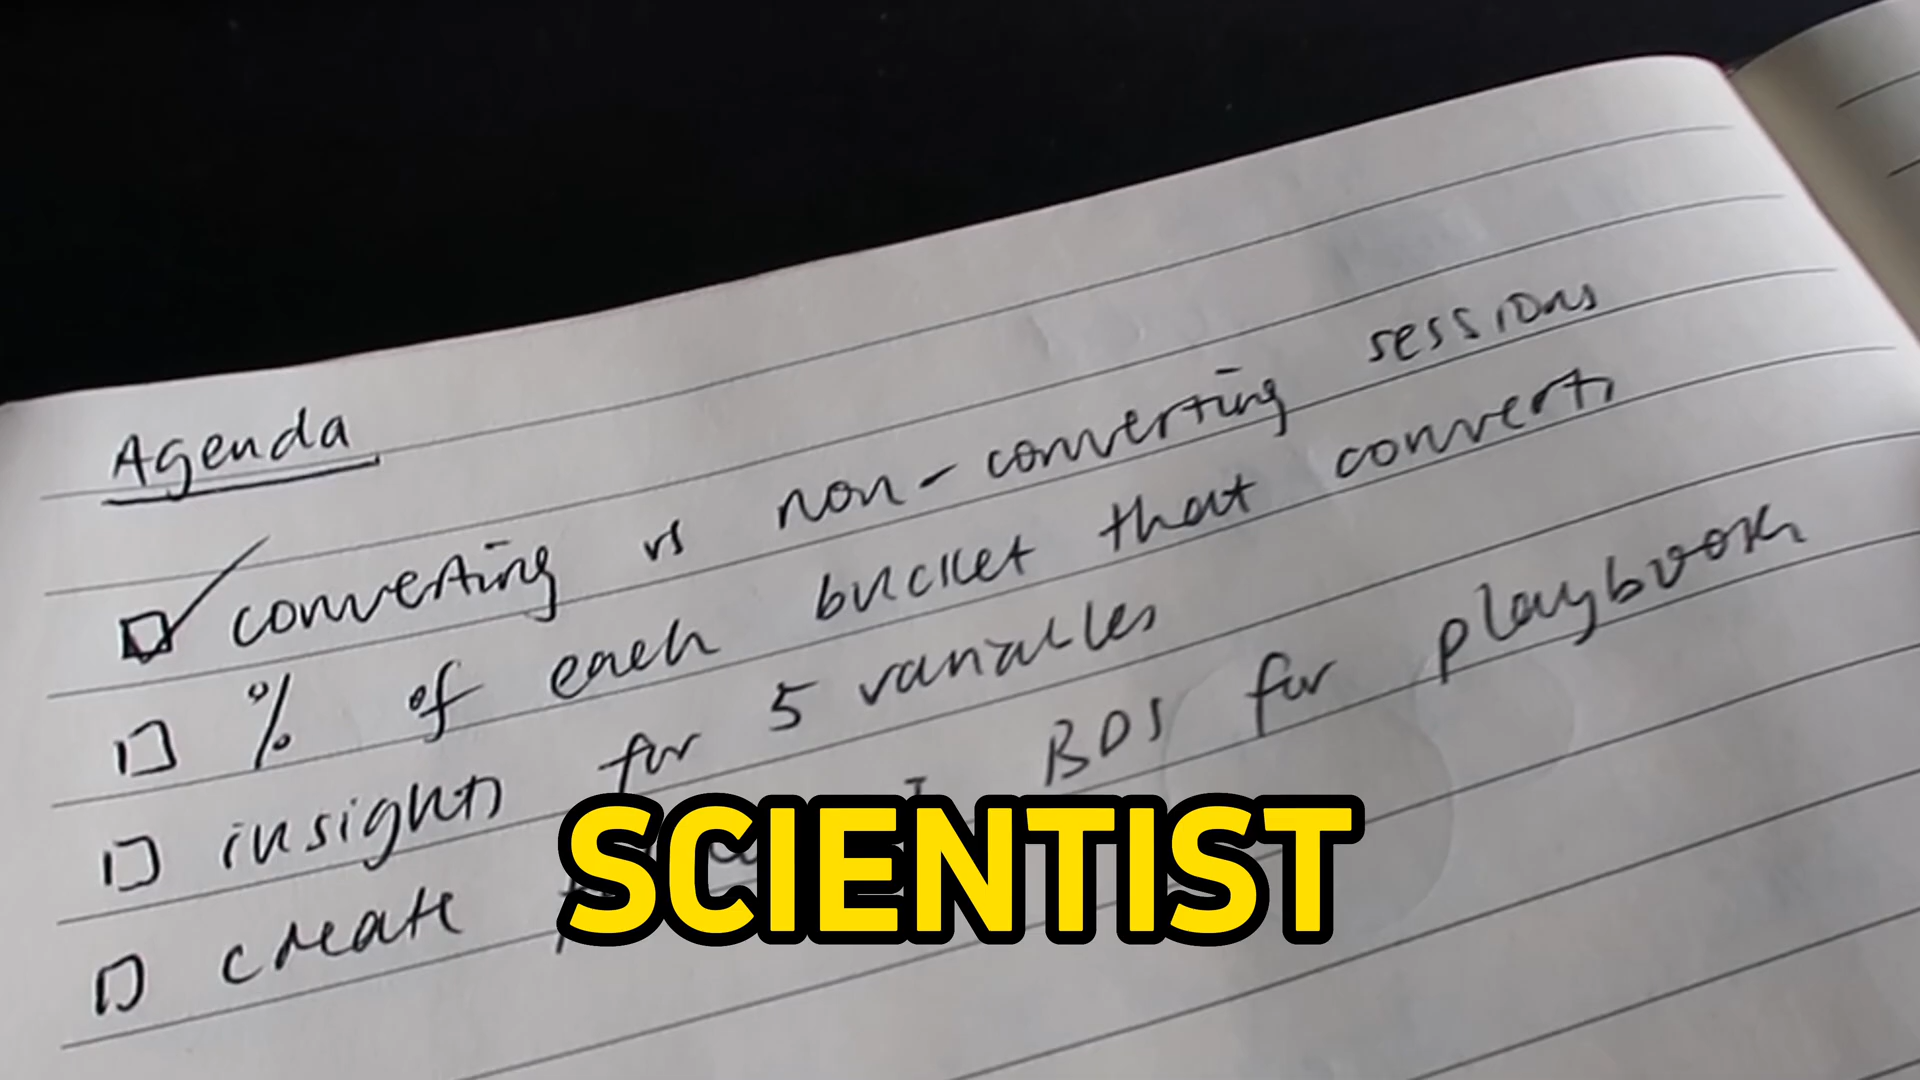 Agenda
converting vs non-converting sessions
% of each bucket that converts
insights for 5 variables
create BDS for playbook
SCIENTIST